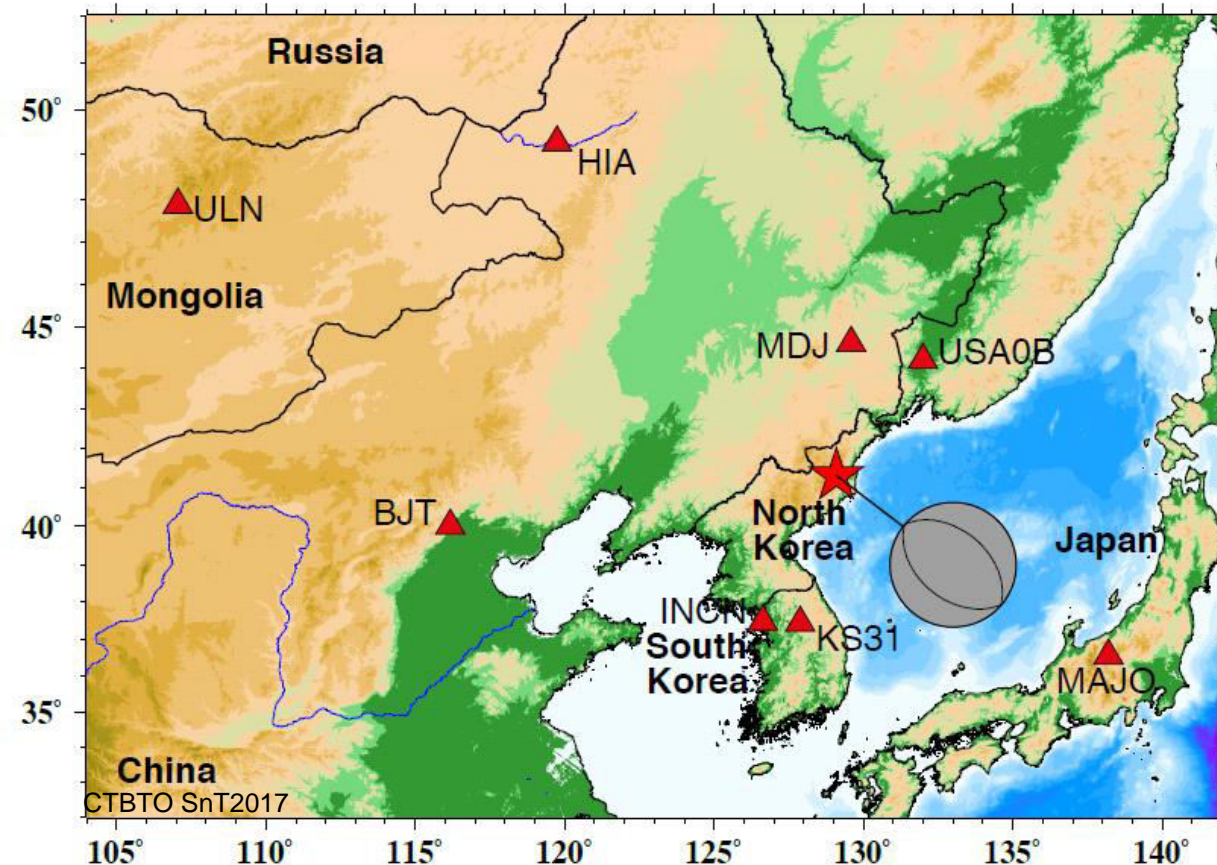 Russia
50°
HIA
ULN
Mongolia
45°
MDJ
USA0B
BJT
40°
North
Korea
Japan
INCN
KS31
South
Korea
MAJO
35°
China
CTBTO SnT2017
105° 110° 115° 120° 125° 130° 135° 140°